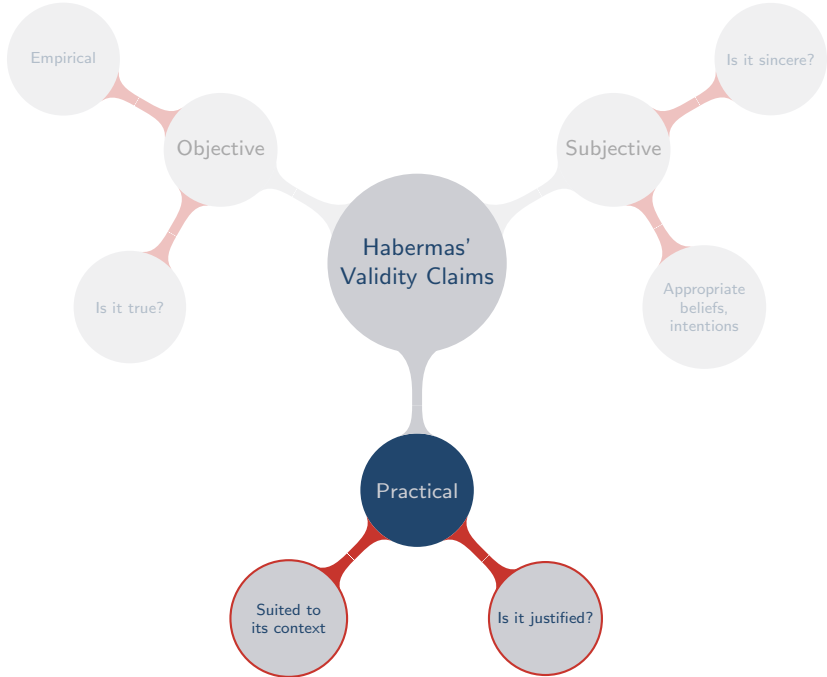 Empirical
Is it sincere?
Objective
Subjective
Habermas'
Validity Claims
Is it true?
Appropriate
beliefs,
intentions
Practical
Suited to
its context
Is it justified?